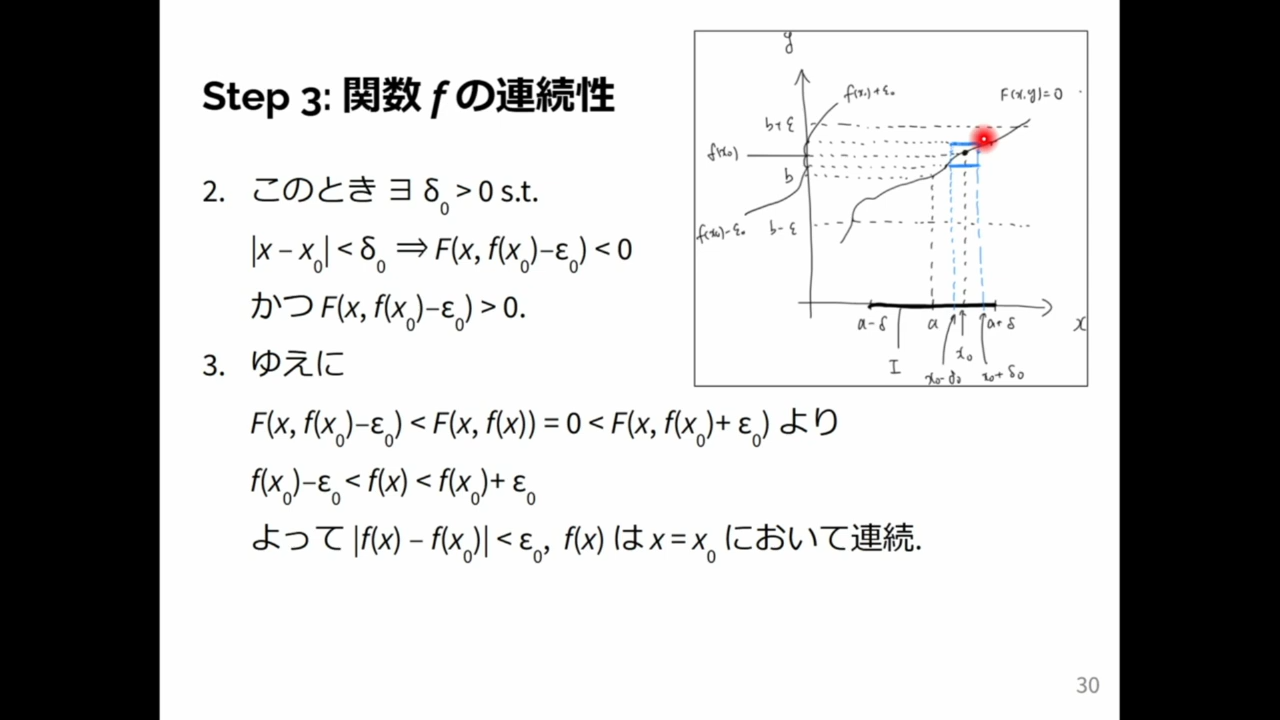 Step 3: 関数 f の連続性
2. このとき ∃ δ₀ > 0 s.t.
|x − x₀| < δ₀ ⟹ F(x, f(x₀)−ε₀) < 0
かつ F(x, f(x₀)−ε₀) > 0.
3. ゆえに
F(x, f(x₀)−ε₀) < F(x, f(x)) = 0 < F(x, f(x₀)+ ε₀) より
f(x₀)−ε₀ < f(x) < f(x₀)+ ε₀
よって |f(x) − f(x₀)| < ε₀, f(x) は x = x₀ において連続.
y
f(x₀)+ε₀
F(x,y)=0
b+ε
f(x₀)
b
f(x₀)-ε₀
b-ε
a-δ
a
a+δ
x
I
x₀
x₀-δ₀
x₀+δ₀
30